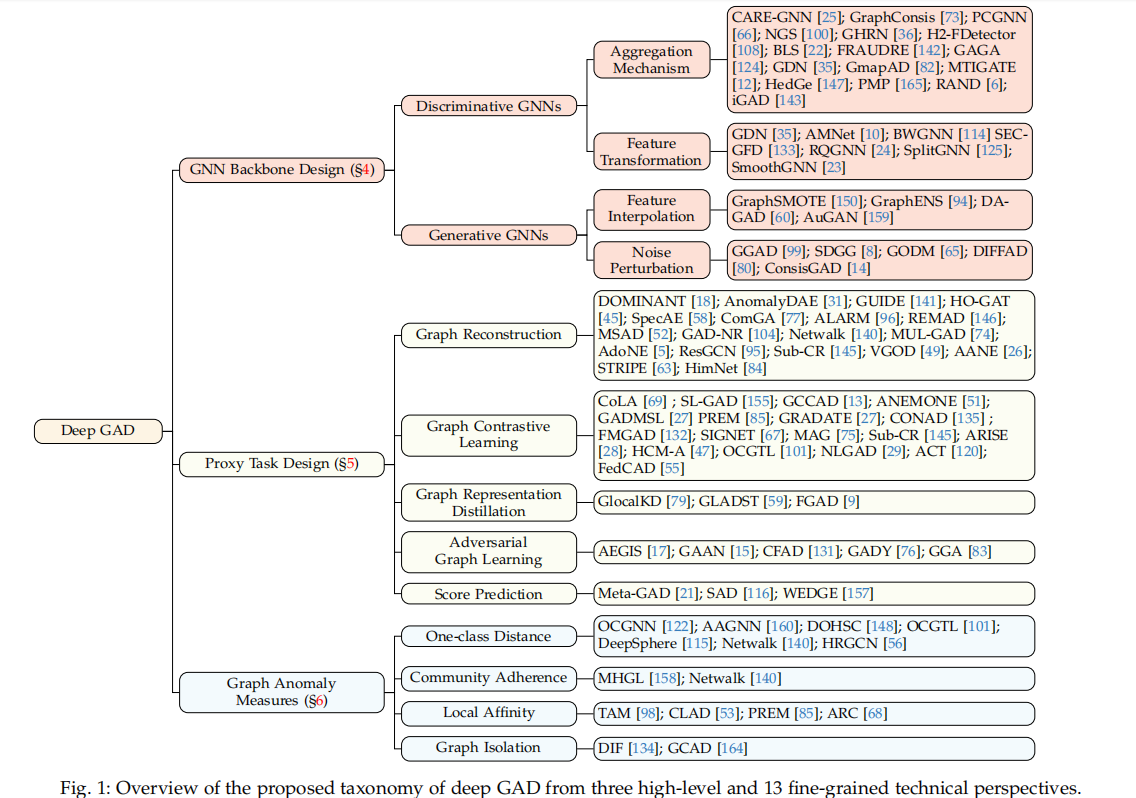 Deep GAD
GNN Backbone Design (§4)
Discriminative GNNs
Aggregation
Mechanism
CARE-GNN [25]; GraphConsis [73]; PCGNN
[66]; NGS [100]; GHRN [36]; H2-FDetector
[108]; BLS [22]; FRAUDRE [142]; GAGA
[124]; GDN [35]; GmapAD [82]; MTIGATE
[12]; HedGe [147]; PMP [165]; RAND [6];
iGAD [143]
Feature
Transformation
GDN [35]; AMNet [10]; BWGNN [114] SEC-
GFD [133]; RQGNN [24]; SplitGNN [125];
SmoothGNN [23]
Generative GNNs
Feature
Interpolation
GraphSMOTE [150]; GraphENS [94]; DA-
GAD [60]; AuGAN [159]
Noise
Perturbation
GGAD [99]; SDGG [8]; GODM [65]; DIFFAD
[80]; ConsisGAD [14]
Proxy Task Design (§5)
Graph Reconstruction
DOMINANT [18]; AnomalyDAE [31]; GUIDE [141]; HO-GAT
[45]; SpecAE [58]; ComGA [77]; ALARM [96]; REMAD [146];
MSAD [52]; GAD-NR [104]; Netwalk [140]; MUL-GAD [74];
AdoNE [5]; ResGCN [95]; Sub-CR [145]; VGOD [49]; AANE [26];
STRIPE [63]; HimNet [84]
Graph Contrastive
Learning
CoLA [69] ; SL-GAD [155]; GCCAD [13]; ANEMONE [51];
GADMSL [27] PREM [85]; GRADATE [27]; CONAD [135] ;
FMGAD [132]; SIGNET [67]; MAG [75]; Sub-CR [145]; ARISE
[28]; HCM-A [47]; OCGTL [101]; NLGAD [29]; ACT [120];
FedCAD [55]
Graph Representation
Distillation
GlocalKD [79]; GLADST [59]; FGAD [9]
Adversarial
Graph Learning
AEGIS [17]; GAAN [15]; CFAD [131]; GADY [76]; GGA [83]
Score Prediction
Meta-GAD [21]; SAD [116]; WEDGE [157]
Graph Anomaly
Measures (§6)
One-class Distance
OCGNN [122]; AAGNN [160]; DOHSC [148]; OCGTL [101];
DeepSphere [115]; Netwalk [140]; HRGCN [56]
Community Adherence
MHGL [158]; Netwalk [140]
Local Affinity
TAM [98]; CLAD [53]; PREM [85]; ARC [68]
Graph Isolation
DIF [134]; GCAD [164]
Fig. 1: Overview of the proposed taxonomy of deep GAD from three high-level and 13 fine-grained technical perspectives.